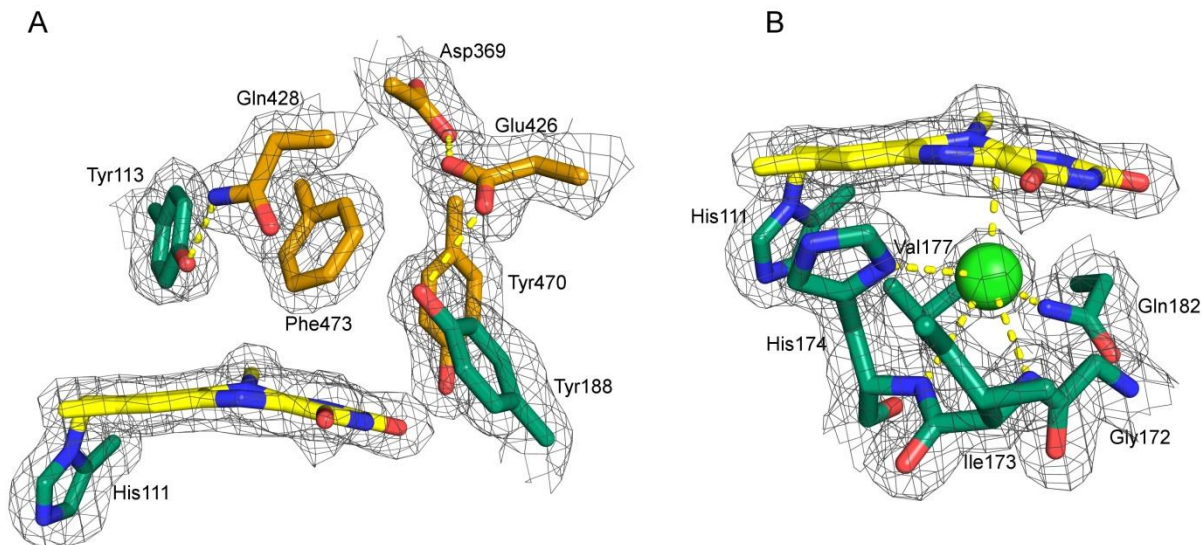 A
Asp369
Gln428
Glu426
Tyr113
Tyr470
Phe473
Tyr188
His111
B
His111
Val177
Gln182
His174
Gly172
Ile173